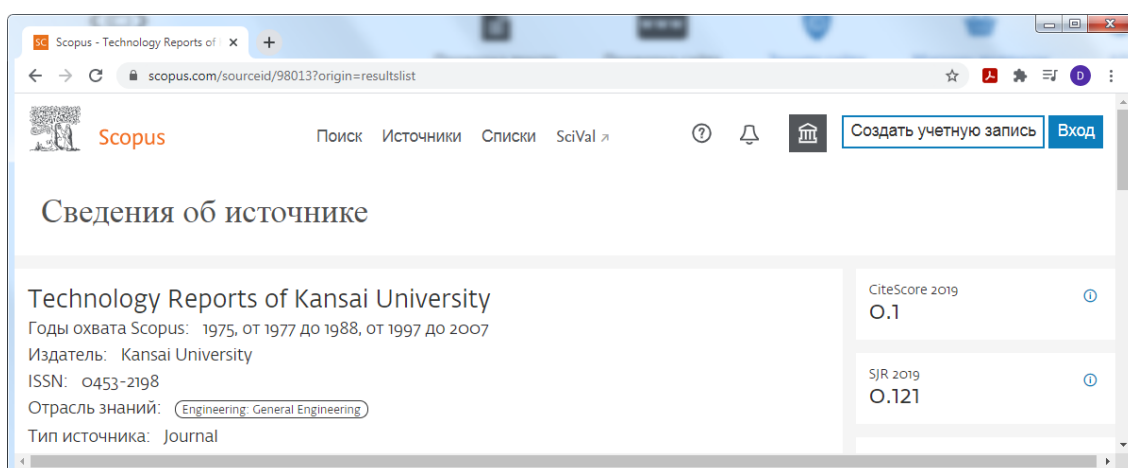 SC Scopus - Technology Reports of
scopus.com/sourceid/98013?origin=resultslist
D
Scopus
Поиск Источники Списки SciVal
Создать учетную запись
Вход
Сведения об источнике
Technology Reports of Kansai University
Годы охвата Scopus: 1975, от 1977 до 1988, от 1997 до 2007
Издатель: Kansai University
ISSN: 0453-2198
Отрасль знаний: Engineering: General Engineering
Тип источника: Journal
CiteScore 2019
0.1
SJR 2019
0.121